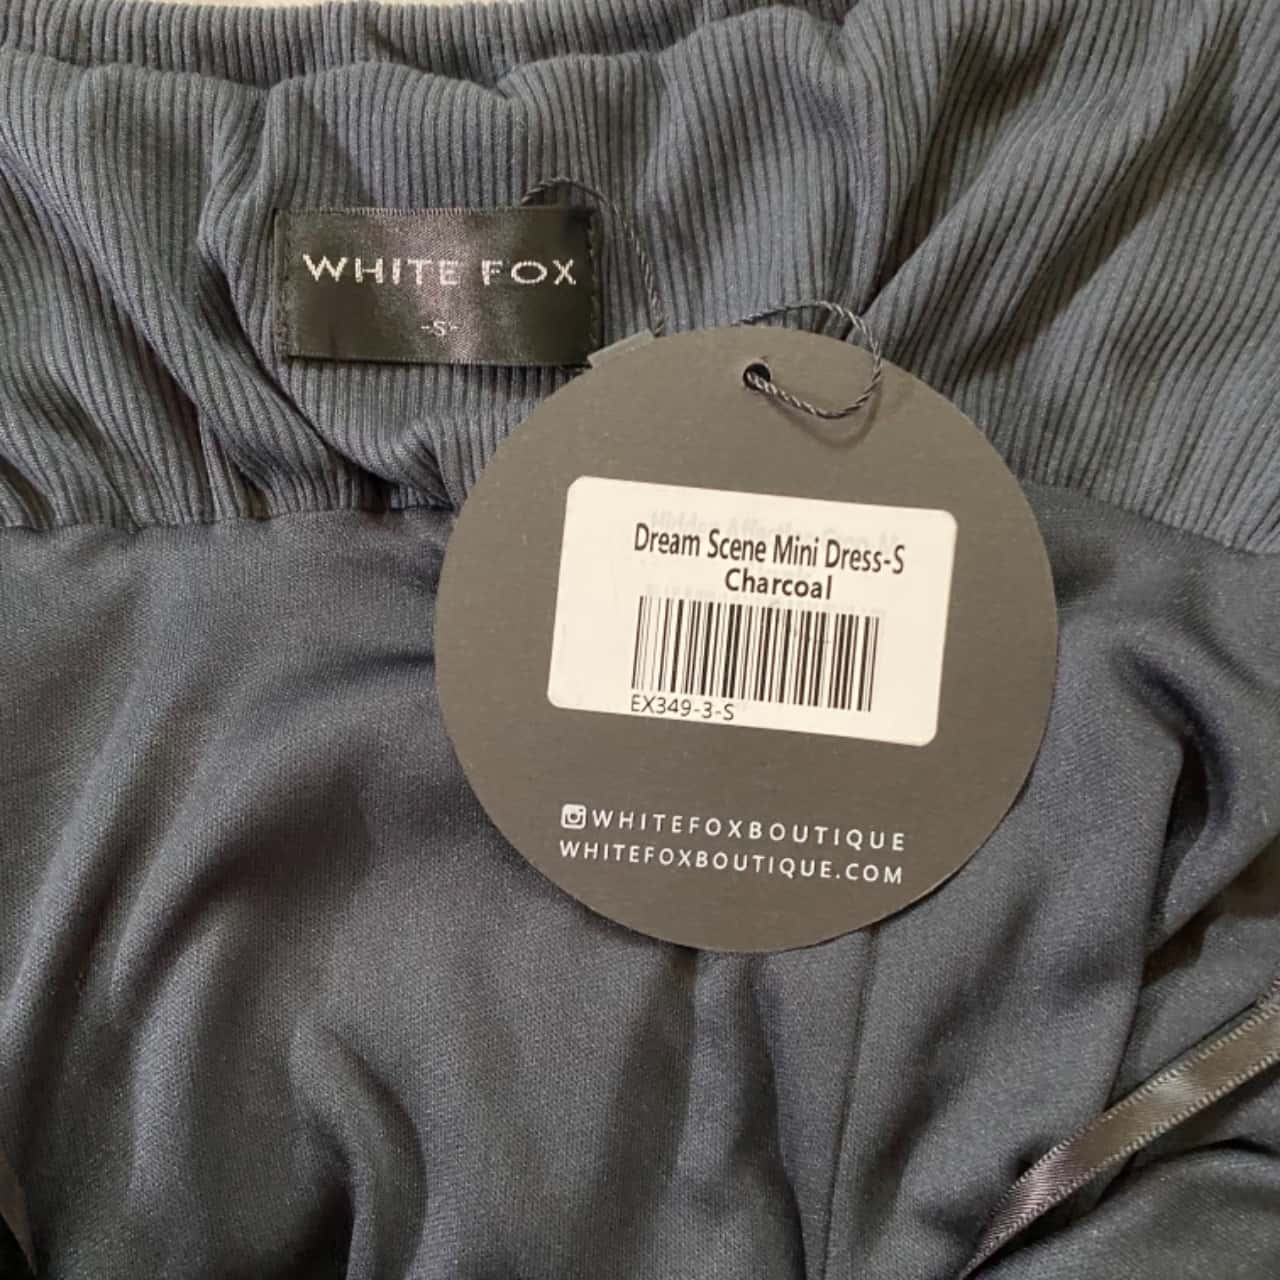 WHITE FOX
-S-
Dream Scene Mini Dress-S
Charcoal
EX349-3-S
WHITEFOXBOUTIQUE
WHITEFOXBOUTIQUE.COM